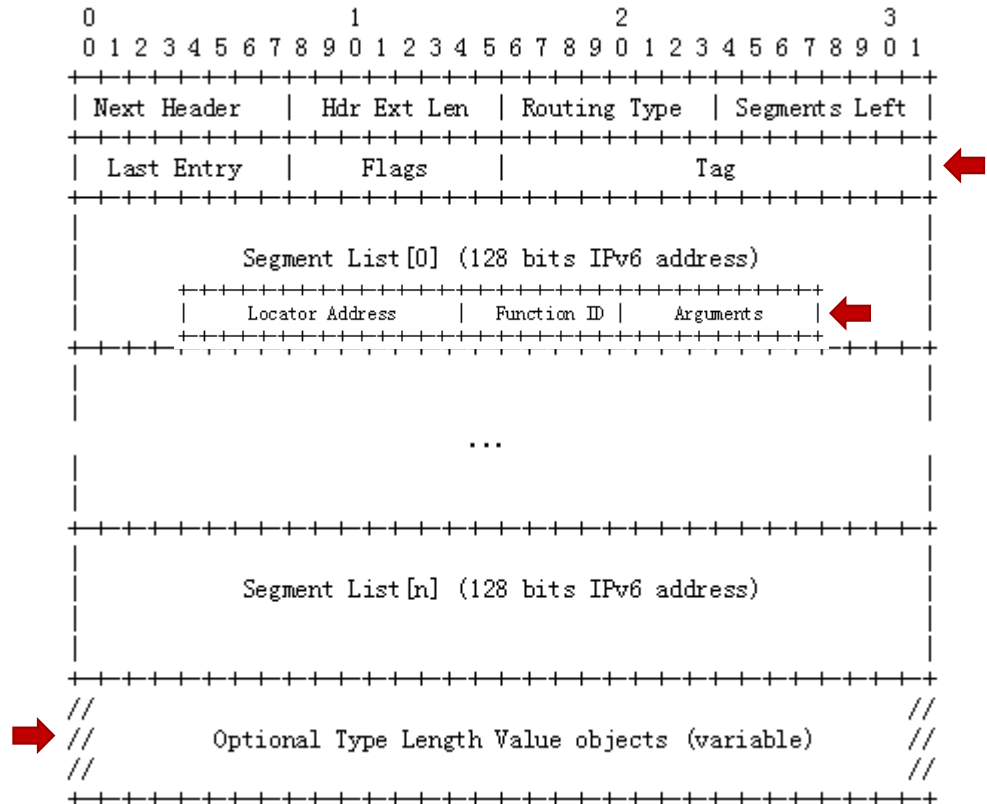 0 1 2 3
0 1 2 3 4 5 6 7 8 9 0 1 2 3 4 5 6 7 8 9 0 1 2 3 4 5 6 7 8 9 0 1
Next Header | Hdr Ext Len | Routing Type | Segments Left
Last Entry | Flags | Tag
Segment List[0] (128 bits IPv6 address)
Locator Address | Function ID | Arguments
...
Segment List[n] (128 bits IPv6 address)
// //
// Optional Type Length Value objects (variable) //
// //